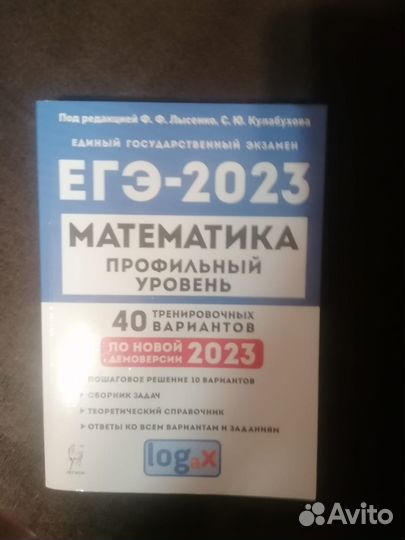 Под редакцией Ф. Ф. Лысенко, С. Ю. Кулабухова
ЕДИНЫЙ ГОСУДАРСТВЕННЫЙ ЭКЗАМЕН
ЕГЭ-2023
МАТЕМАТИКА
ПРОФИЛЬНЫЙ
УРОВЕНЬ
40 ТРЕНИРОВОЧНЫХ
ВАРИАНТОВ
ПО НОВОЙ
ДЕМОВЕРСИИ 2023
ПОШАГОВОЕ РЕШЕНИЕ 10 ВАРИАНТОВ
СБОРНИК ЗАДАЧ
ТЕОРЕТИЧЕСКИЙ СПРАВОЧНИК
ОТВЕТЫ КО ВСЕМ ВАРИАНТАМ И ЗАДАНИЯМ
logax
ЛЕГИОН
Avito